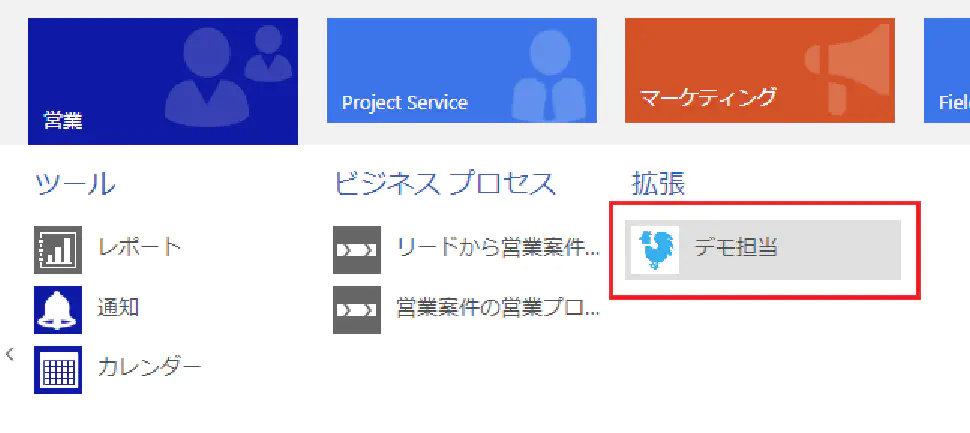 営業
Project Service
マーケティング
Fiel
ツール
ビジネス プロセス
拡張
レポート
リードから営業案件...
デモ担当
通知
営業案件の営業プロ...
カレンダー